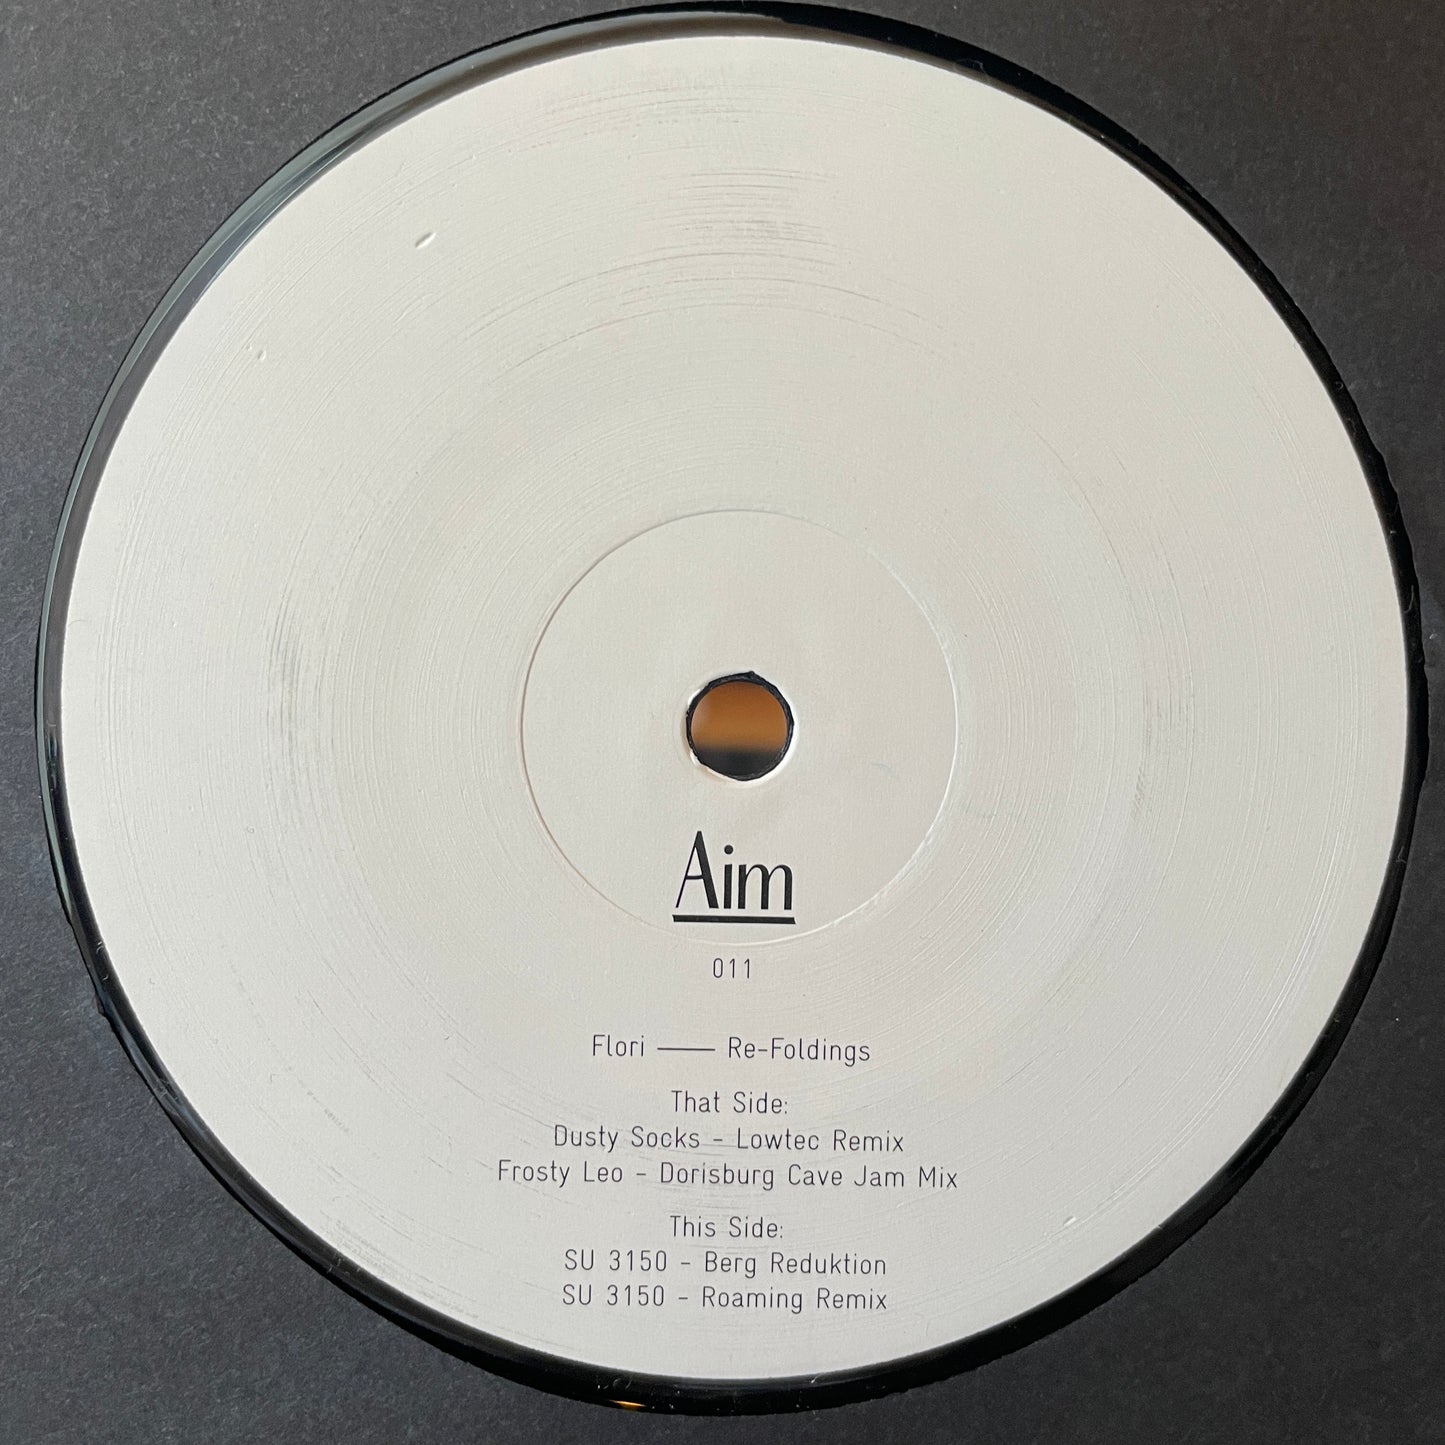 Aim
011
Flori — Re-Foldings
That Side:
Dusty Socks - Lowtec Remix
Frosty Leo - Dorisburg Cave Jam Mix
This Side:
SU 3150 - Berg Reduktion
SU 3150 - Roaming Remix